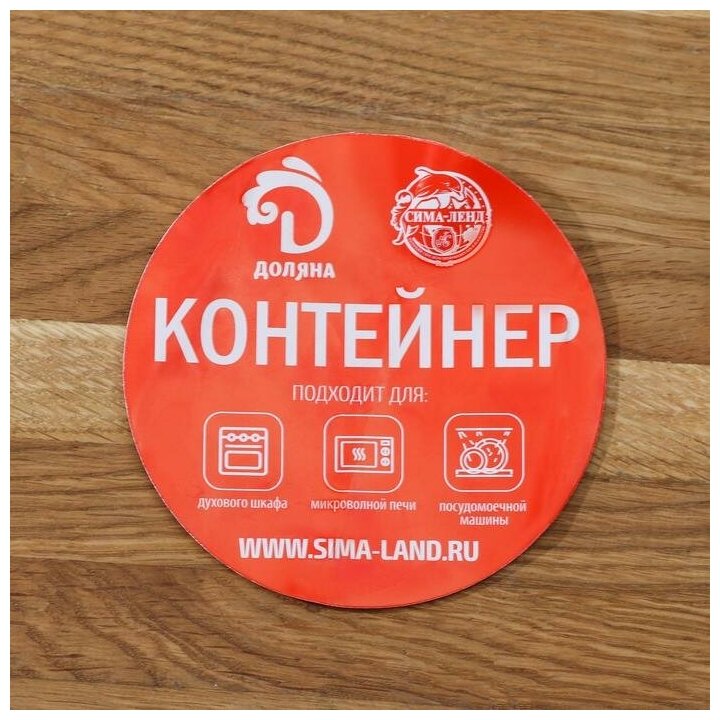 ДОЛЯНА
СИМА-ЛЕНД
КОНТЕЙНЕР
ПОДХОДИТ ДЛЯ:
духового шкафа
микроволной печи
посудомоечной
машины
WWW.SIMA-LAND.RU